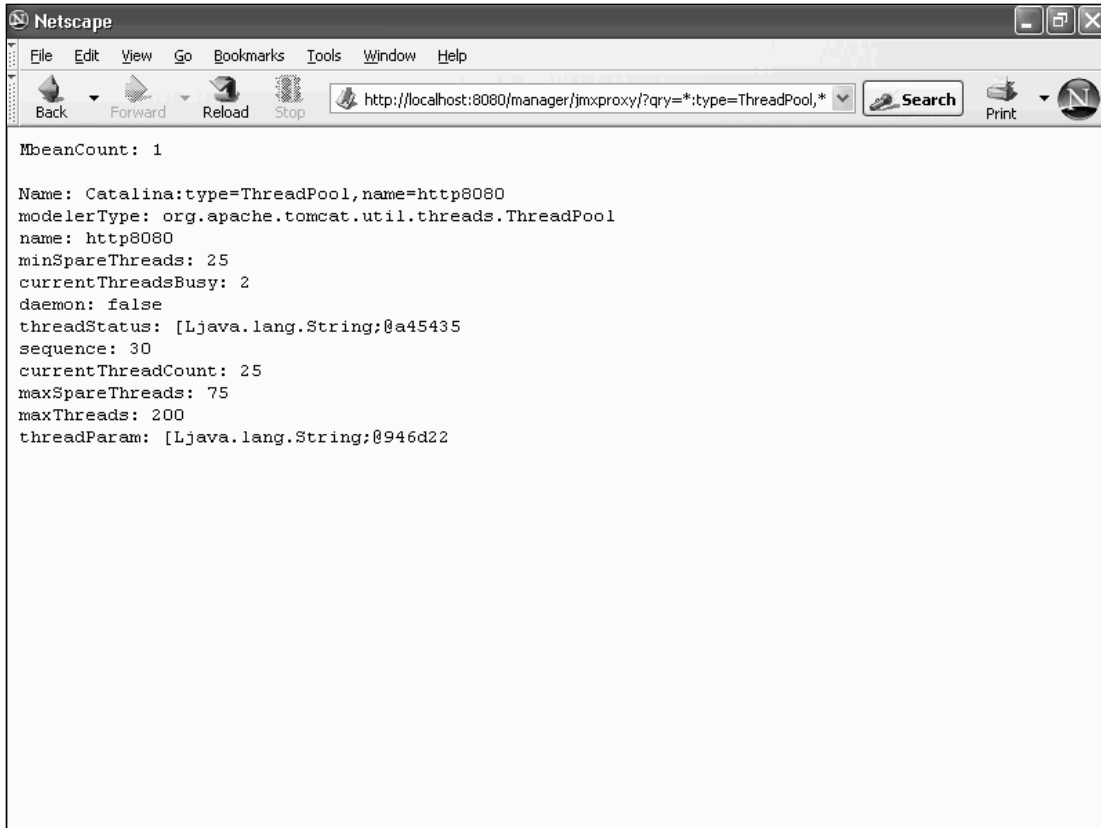 Netscape
File Edit View Go Bookmarks Tools Window Help
Back Forward Reload Stop http://localhost:8080/manager/jmxproxy/?qry=*:type=ThreadPool,* Search Print
MbeanCount: 1
Name: Catalina:type=ThreadPool,name=http8080
modelerType: org.apache.tomcat.util.threads.ThreadPool
name: http8080
minSpareThreads: 25
currentThreadsBusy: 2
daemon: false
threadStatus: [Ljava.lang.String;@a45435
sequence: 30
currentThreadCount: 25
maxSpareThreads: 75
maxThreads: 200
threadParam: [Ljava.lang.String;@946d22